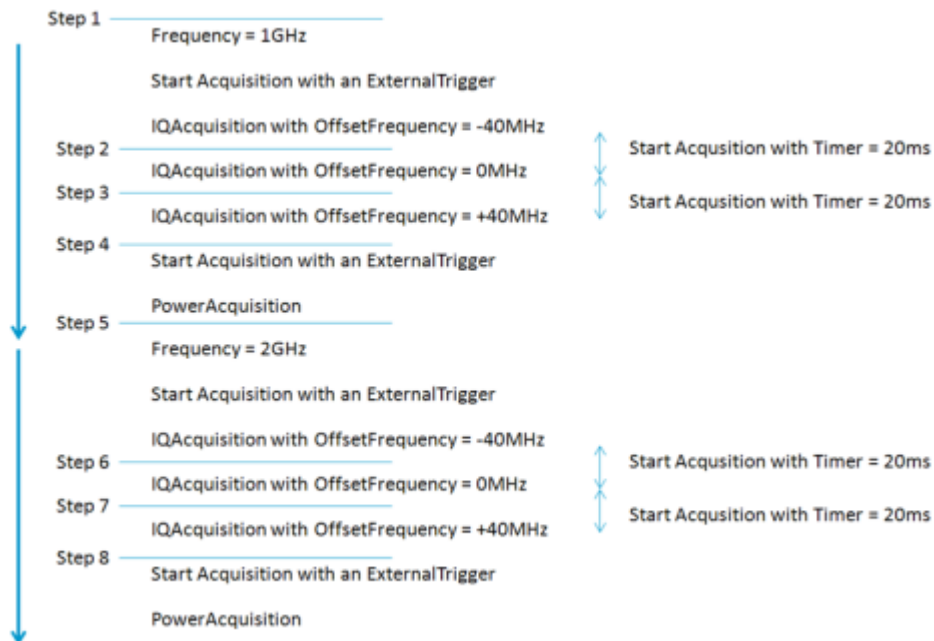 Step 1
Frequency = 1GHz
Start Acquisition with an ExternalTrigger
IQAcquisition with OffsetFrequency = -40MHz
Step 2
Start Acqusition with Timer = 20ms
IQAcquisition with OffsetFrequency = 0MHz
Step 3
Start Acqusition with Timer = 20ms
IQAcquisition with OffsetFrequency = +40MHz
Step 4
Start Acquisition with an ExternalTrigger
PowerAcquisition
Step 5
Frequency = 2GHz
Start Acquisition with an ExternalTrigger
IQAcquisition with OffsetFrequency = -40MHz
Step 6
Start Acqusition with Timer = 20ms
IQAcquisition with OffsetFrequency = 0MHz
Step 7
Start Acqusition with Timer = 20ms
IQAcquisition with OffsetFrequency = +40MHz
Step 8
Start Acquisition with an ExternalTrigger
PowerAcquisition